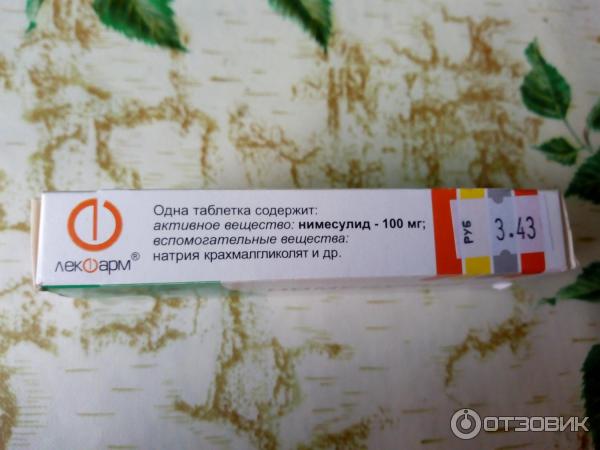 Одна таблетка содержит:
активное вещество: нимесулид - 100 мг;
вспомогательные вещества:
натрия крахмалгликолят и др.
лекфарм®
РУБ 3.43
ОТЗОВИК